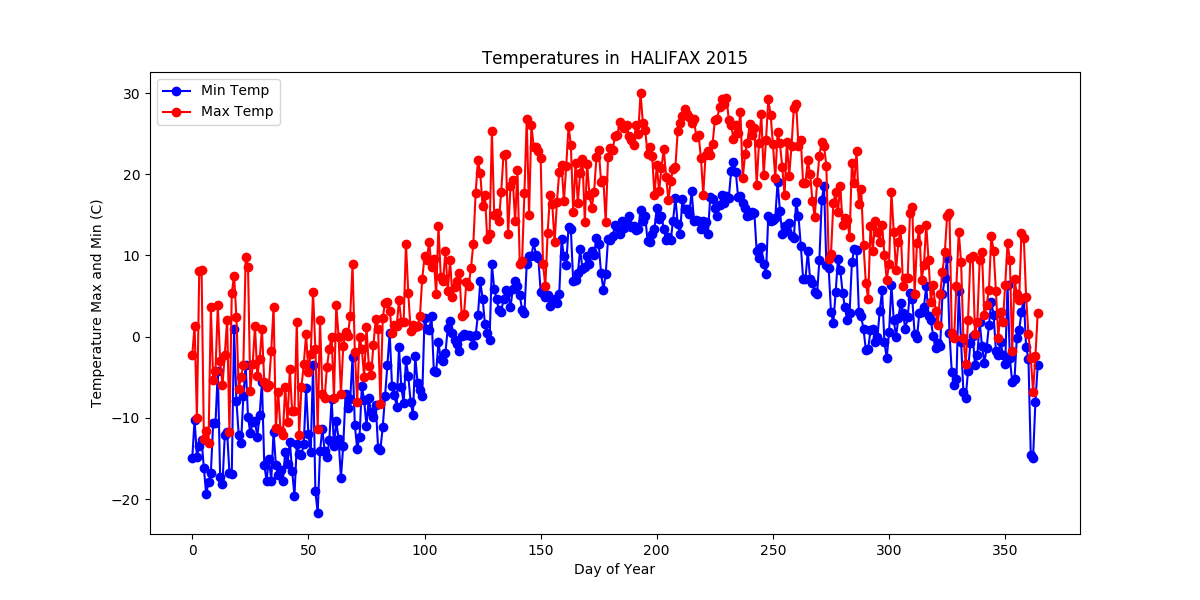 Temperatures in  HALIFAX 2015
Min Temp
Max Temp
Temperature Max and Min (C)
30
20
10
0
−10
−20
0 50 100 150 200 250 300 350
Day of Year